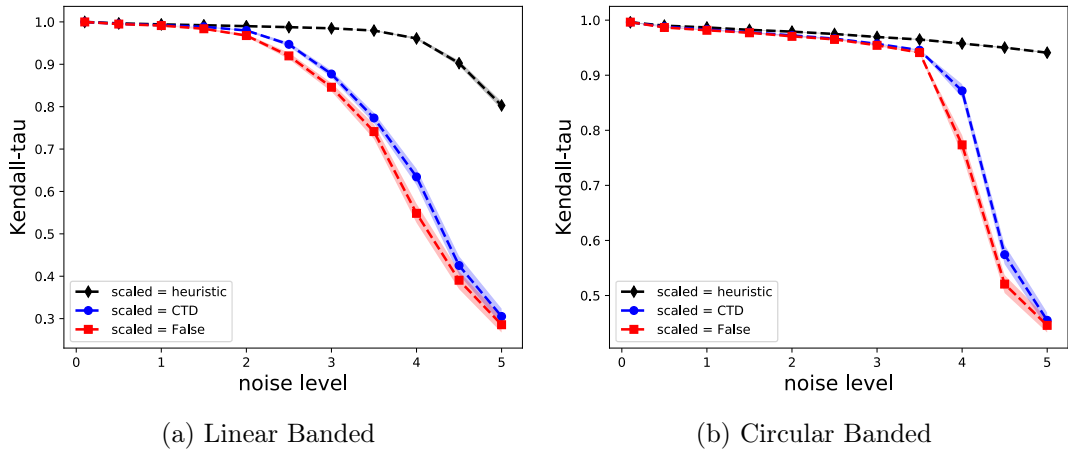 1.0
0.9
0.8
0.7
0.6
0.5
0.4
0.3
Kendall-tau
scaled = heuristic
scaled = CTD
scaled = False
0 1 2 3 4 5
noise level
(a) Linear Banded
1.0
0.9
0.8
0.7
0.6
0.5
Kendall-tau
scaled = heuristic
scaled = CTD
scaled = False
0 1 2 3 4 5
noise level
(b) Circular Banded